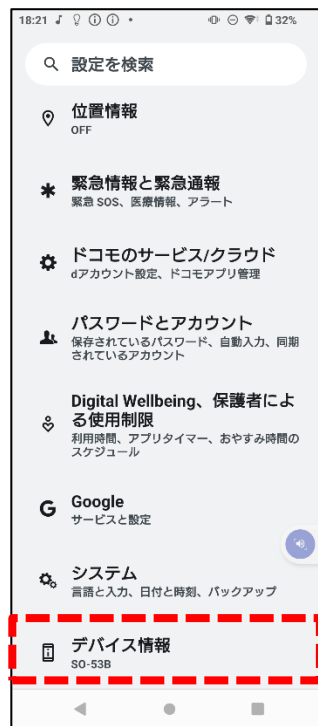 18:21 32%
設定を検索
位置情報
OFF
緊急情報と緊急通報
緊急 SOS、医療情報、アラート
ドコモのサービス/クラウド
dアカウント設定、ドコモアプリ管理
パスワードとアカウント
保存されているパスワード、自動入力、同期
されているアカウント
Digital Wellbeing、保護者によ
る使用制限
利用時間、アプリタイマー、おやすみ時間の
スケジュール
Google
サービスと設定
システム
言語と入力、日付と時刻、バックアップ
デバイス情報
SO-53B